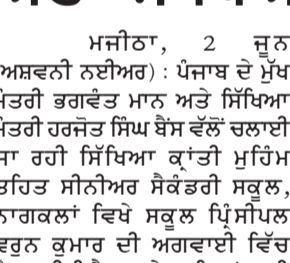 ਮਜੀਠਾ, 2 ਜੂਨ
ਅਸ਼ਵਨੀ ਨਈਅਰ) : ਪੰਜਾਬ ਦੇ ਮੁੱਖ
ਮੰਤਰੀ ਭਗਵੰਤ ਮਾਨ ਅਤੇ ਸਿੱਖਿਆ
ਮੰਤਰੀ ਹਰਜੋਤ ਸਿੰਘ ਬੈਂਸ ਵੱਲੋਂ ਚਲਾਈ
ਜਾ ਰਹੀ ਸਿੱਖਿਆ ਕ੍ਰਾਂਤੀ ਮੁਹਿੰਮ
ਤਹਿਤ ਸੀਨੀਅਰ ਸੈਕੰਡਰੀ ਸਕੂਲ,
ਨਾਗਕਲਾਂ ਵਿਖੇ ਸਕੂਲ ਪ੍ਰਿੰਸੀਪਲ
ਵਰੁਨ ਕੁਮਾਰ ਦੀ ਅਗਵਾਈ ਵਿੱਚ